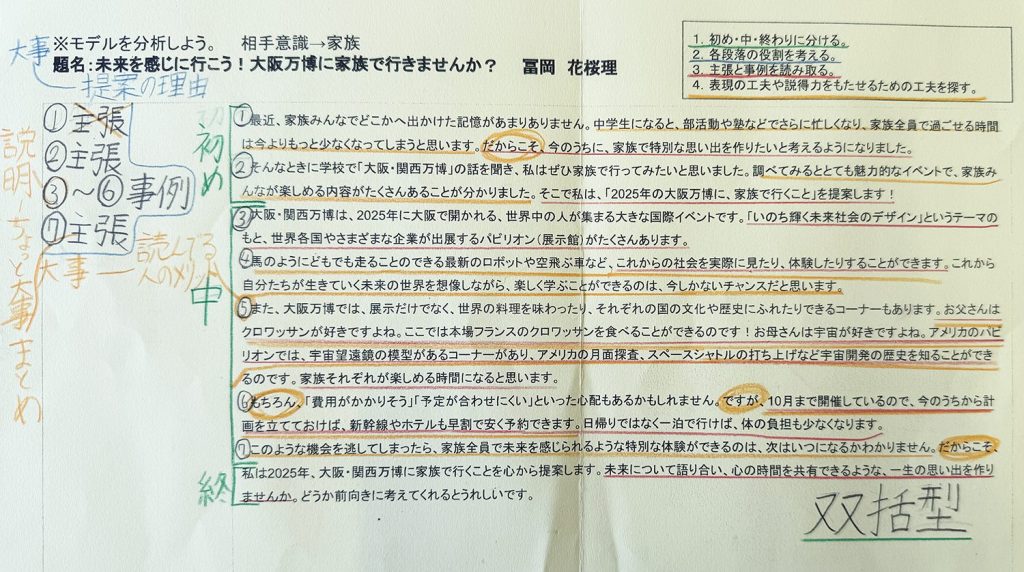 ※モデルを分析しよう。　相手意識→家族
題名：未来を感じに行こう！大阪万博に家族で行きませんか？　冨岡　花桜理
1. 初め・中・終わりに分ける。
2. 各段落の役割を考える。
3. 主張と事例を読み取る。
4. 表現の工夫や説得力をもたせるための工夫を探す。
大事
提案の理由
①主張
②主張
③～⑥事例
⑦主張
説明ーちょっと大事まとめ
大事ー読んでる
人のメリット
初め
中
終
①最近、家族みんなでどこかへ出かけた記憶があまりありません。中学生になると、部活動や塾などでさらに忙しくなり、家族全員で過ごせる時間
は今よりもっと少なくなってしまうと思います。だからこそ、今のうちに、家族で特別な思い出を作りたいと考えるようになりました。
②そんなときに学校で「大阪・関西万博」の話を聞き、私はぜひ家族で行ってみたいと思いました。調べてみるととても魅力的なイベントで、家族み
んなが楽しめる内容がたくさんあることが分かりました。そこで私は、「2025年の大阪万博に、家族で行くこと」を提案します！
③大阪・関西万博は、2025年に大阪で開かれる、世界中の人が集まる大きな国際イベントです。「いのち輝く未来社会のデザイン」というテーマの
もと、世界各国やさまざまな企業が出展するパビリオン（展示館）がたくさんあります。
④馬のようにどもでも走ることのできる最新のロボットや空飛ぶ車など、これからの社会を実際に見たり、体験したりすることができます。これから
自分たちが生きていく未来の世界を想像しながら、楽しく学ぶことができるのは、今しかないチャンスだと思います。
⑤また、大阪万博では、展示だけでなく、世界の料理を味わったり、それぞれの国の文化や歴史にふれたりできるコーナーもあります。お父さんは
クロワッサンが好きですよね。ここでは本場フランスのクロワッサンを食べることができるのです！お母さんは宇宙が好きですよね。アメリカのパビ
リオンでは、宇宙望遠鏡の模型があるコーナーがあり、アメリカの月面探査、スペースシャトルの打ち上げなど宇宙開発の歴史を知ることができ
るのです。家族それぞれが楽しめる時間になると思います。
⑥もちろん、「費用がかかりそう」「予定が合わせにくい」といった心配もあるかもしれません。ですが、10月まで開催しているので、今のうちから計
画を立てておけば、新幹線やホテルも早割で安く予約できます。日帰りではなく一泊で行けば、体の負担も少なくなります。
⑦このような機会を逃してしまったら、家族全員で未来を感じられるような特別な体験ができるのは、次はいつになるかわかりません。だからこそ、
私は2025年、大阪・関西万博に家族で行くことを心から提案します。未来について語り合い、心の時間を共有できるような、一生の思い出を作り
ませんか。どうか前向きに考えてくれるとうれしいです。
双括型